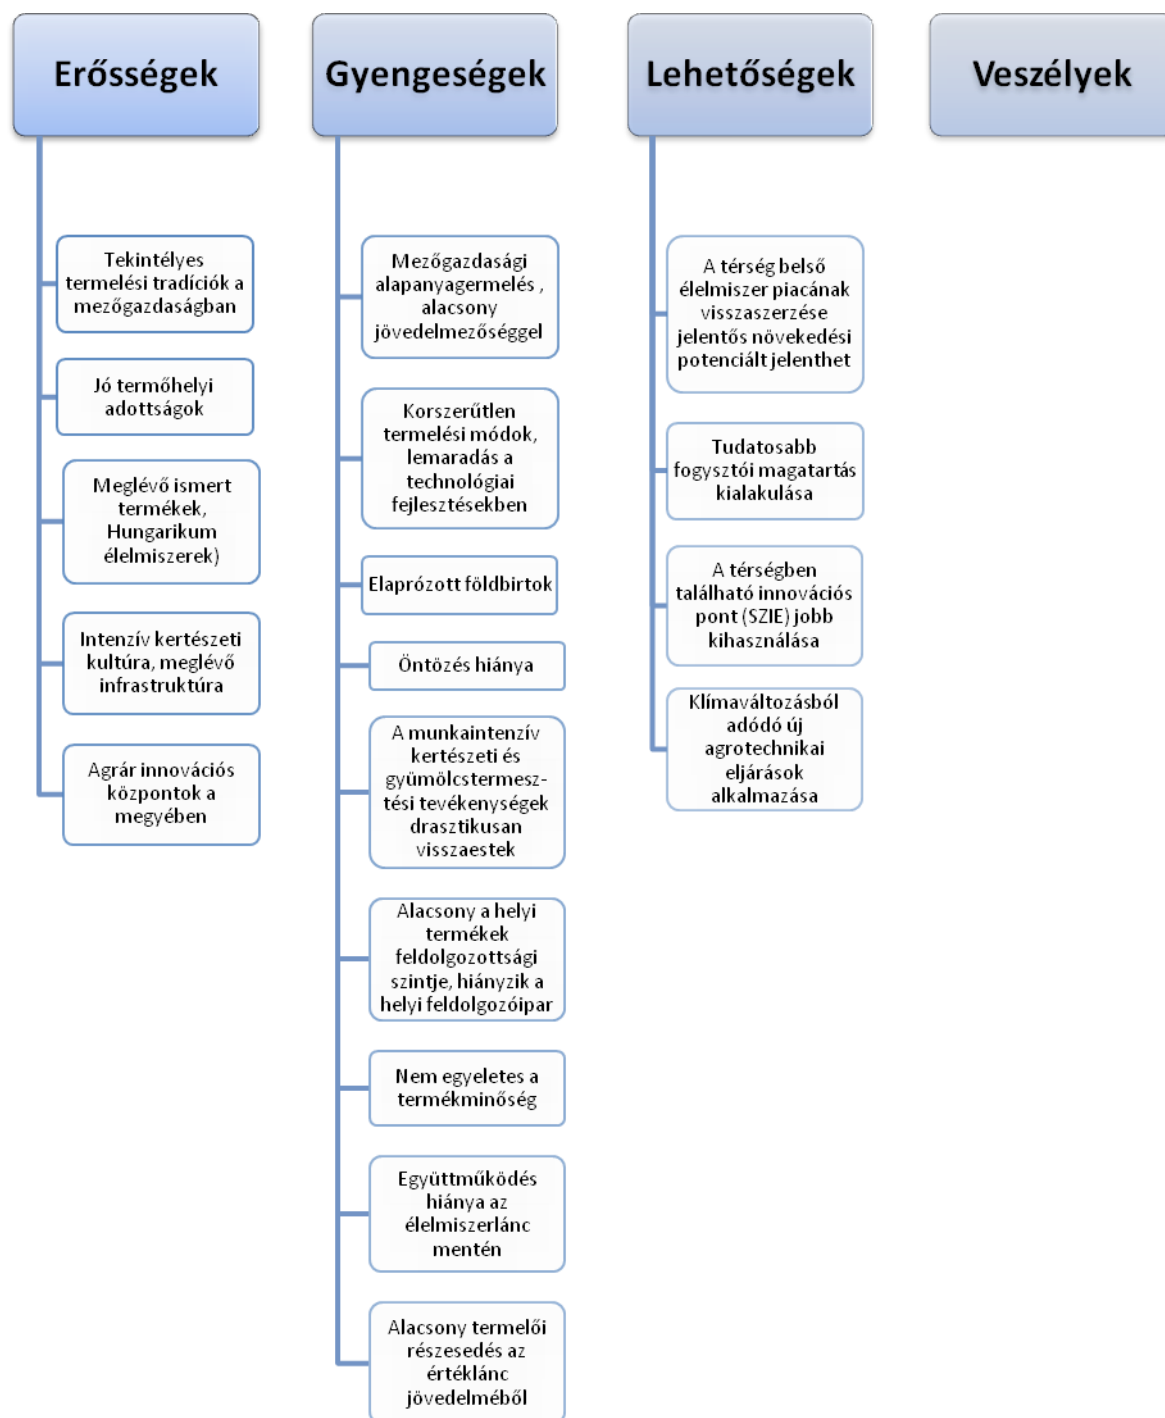 Erősségek
Tekintélyes
termelési tradíciók a
mezőgazdaságban
Jó termőhelyi
adottságok
Meglévő ismert
termékek,
Hungarikum
élelmiszerek)
Intenzív kertészeti
kultúra, meglévő
infrastruktúra
Agrár innovációs
központok a
megyében
Gyengeségek
Mezőgazdasági
alapanyagermelés ,
alacsony
jövedelmezőséggel
Korszerűtlen
termelési módok,
lemaradás a
technológiai
fejlesztésekben
Elaprózott földbirtok
Öntözés hiánya
A munkaintenzív
kertészeti és
gyümölcstermesz-
tési tevékenységek
drasztikusan
visszaestek
Alacsony a helyi
termékek
feldolgozottsági
szintje, hiányzik a
helyi feldolgozóipar
Nem egyeletes a
termékminőség
Együttműködés
hiánya az
élelmiszerlánc
mentén
Alacsony termelői
részesedés az
értéklánc
jövedelméből
Lehetőségek
A térség belső
élelmiszer piacának
visszaszerzése
jelentős növekedési
potenciált jelenthet
Tudatosabb
fogysztói magatartás
kialakulása
A térségben
található innovációs
pont (SZIE) jobb
kihasználása
Klímaváltozásból
adódó új
agrotechnikai
eljárások
alkalmazása
Veszélyek